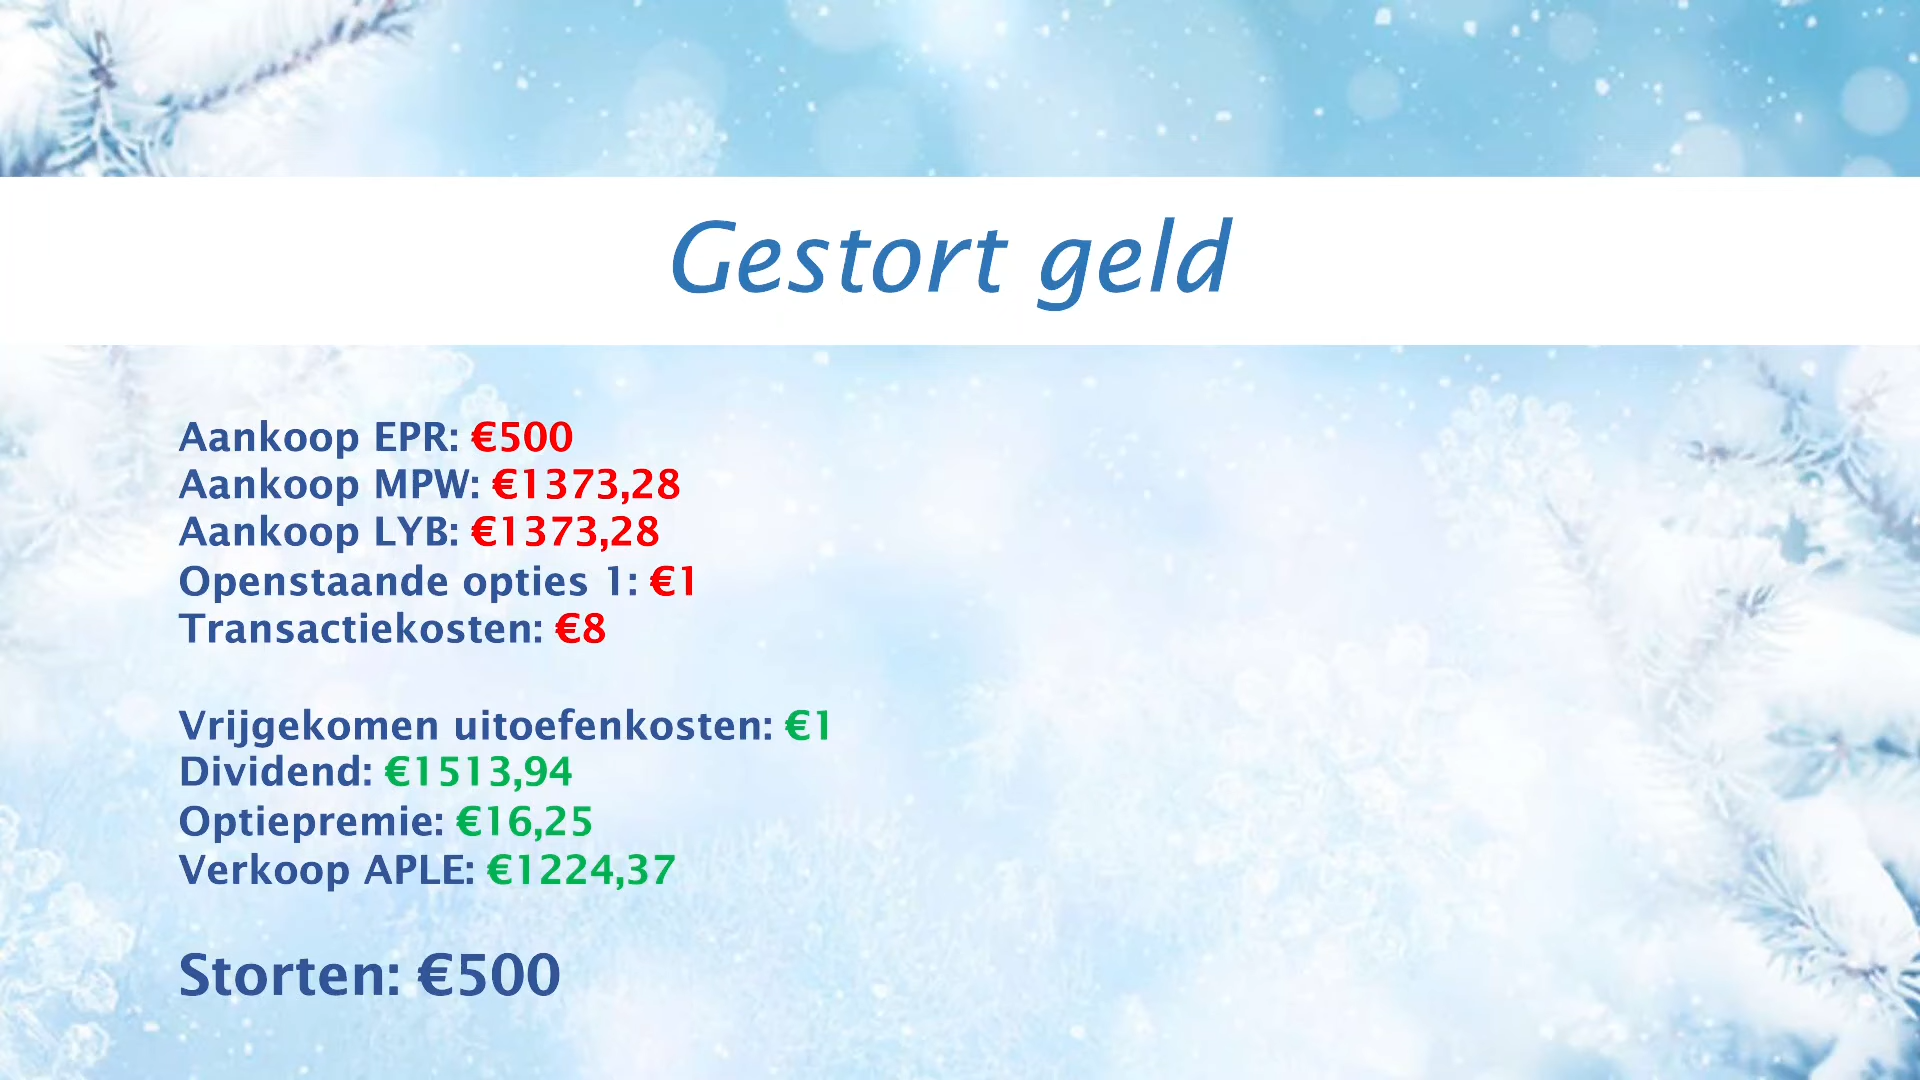 Gestort geld
Aankoop EPR: €500
Aankoop MPW: €1373,28
Aankoop LYB: €1373,28
Openstaande opties 1: €1
Transactiekosten: €8
Vrijgekomen uitoefenkosten: €1
Dividend: €1513,94
Optiepremie: €16,25
Verkoop APLE: €1224,37
Storten: €500